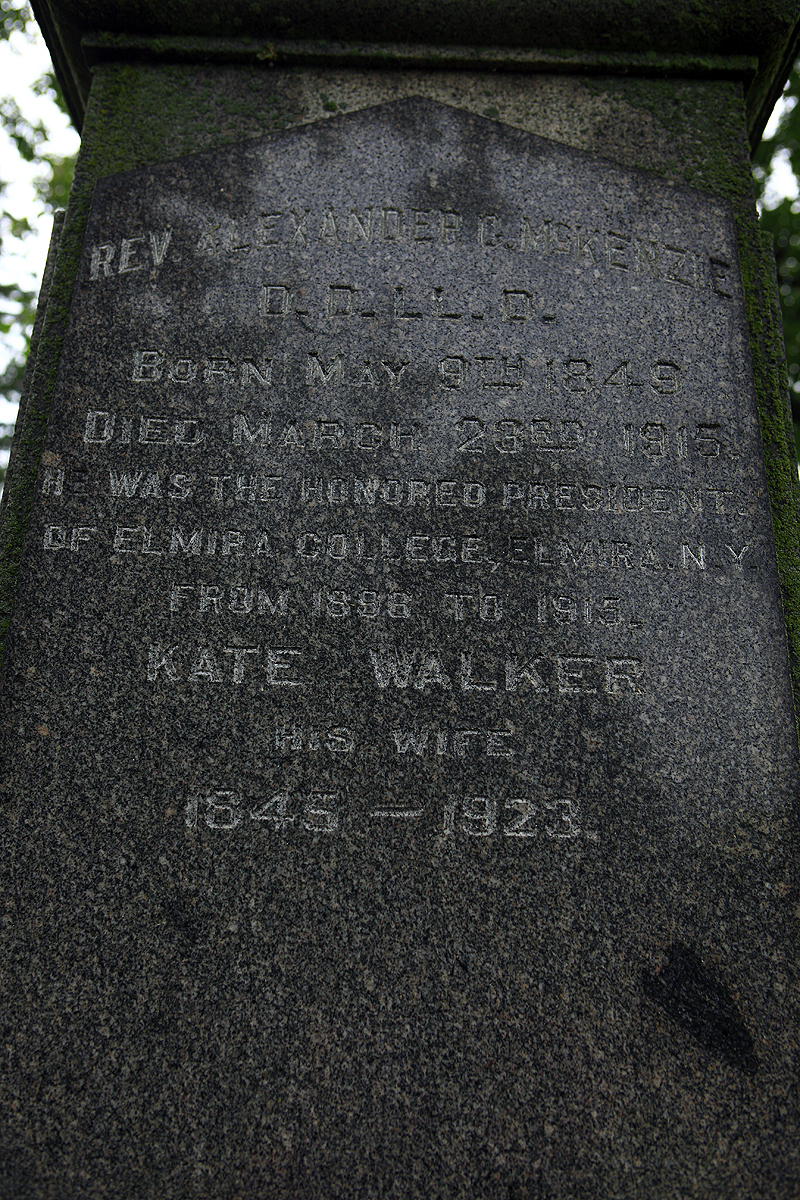 REV. ALEXANDER C. McKENZIE
D. D. LL. D.
BORN MAY 9TH 1849
DIED MARCH 23RD 1915.
HE WAS THE HONORED PRESIDENT.
OF ELMIRA COLLEGE, ELMIRA. N. Y.
FROM 1898 TO 1915.
KATE WALKER
HIS WIFE
1845 — 1923.